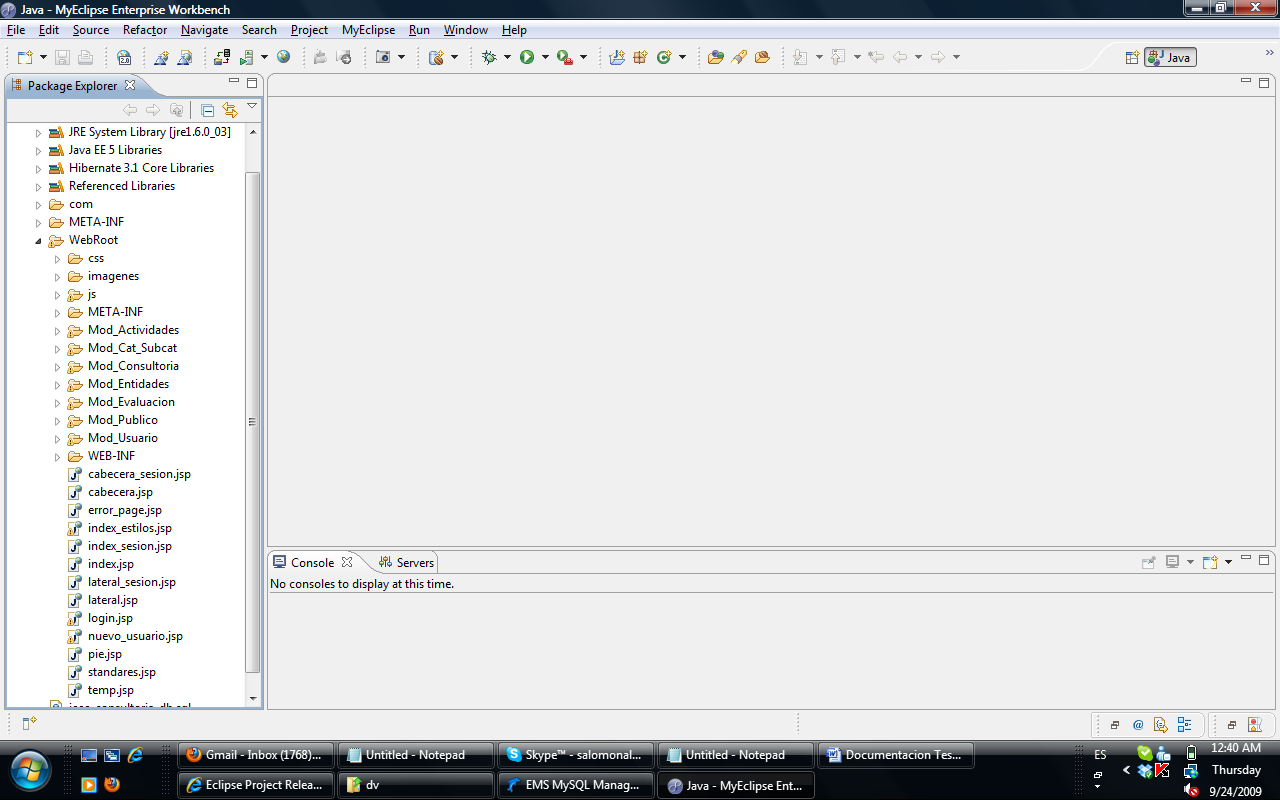 Java - MyEclipse Enterprise Workbench
File Edit Source Refactor Navigate Search Project MyEclipse Run Window Help
Java
Package Explorer
JRE System Library [jre1.6.0_03]
Java EE 5 Libraries
Hibernate 3.1 Core Libraries
Referenced Libraries
com
META-INF
WebRoot
css
imagenes
js
META-INF
Mod_Actividades
Mod_Cat_Subcat
Mod_Consultoria
Mod_Entidades
Mod_Evaluacion
Mod_Publico
Mod_Usuario
WEB-INF
cabecera_sesion.jsp
cabecera.jsp
error_page.jsp
index_estilos.jsp
index_sesion.jsp
index.jsp
lateral_sesion.jsp
lateral.jsp
login.jsp
nuevo_usuario.jsp
pie.jsp
standares.jsp
temp.jsp
Console Servers
No consoles to display at this time.
Gmail - Inbox (1768)... Untitled - Notepad Skype™ - salomonal... Untitled - Notepad Documentacion Tes...
Eclipse Project Relea... dv EMS MySQL Manag... Java - MyEclipse Ent...
ES
12:40 AM
Thursday
9/24/2009